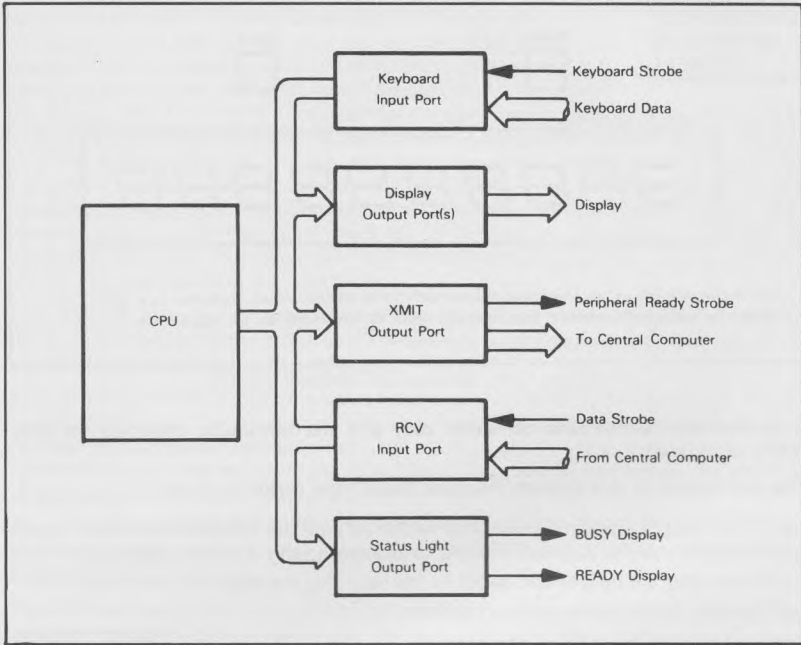 Keyboard
Input Port
Keyboard Strobe
Keyboard Data
Display
Output Port(s)
Display
CPU
XMIT
Output Port
Peripheral Ready Strobe
To Central Computer
RCV
Input Port
Data Strobe
From Central Computer
Status Light
Output Port
BUSY Display
READY Display